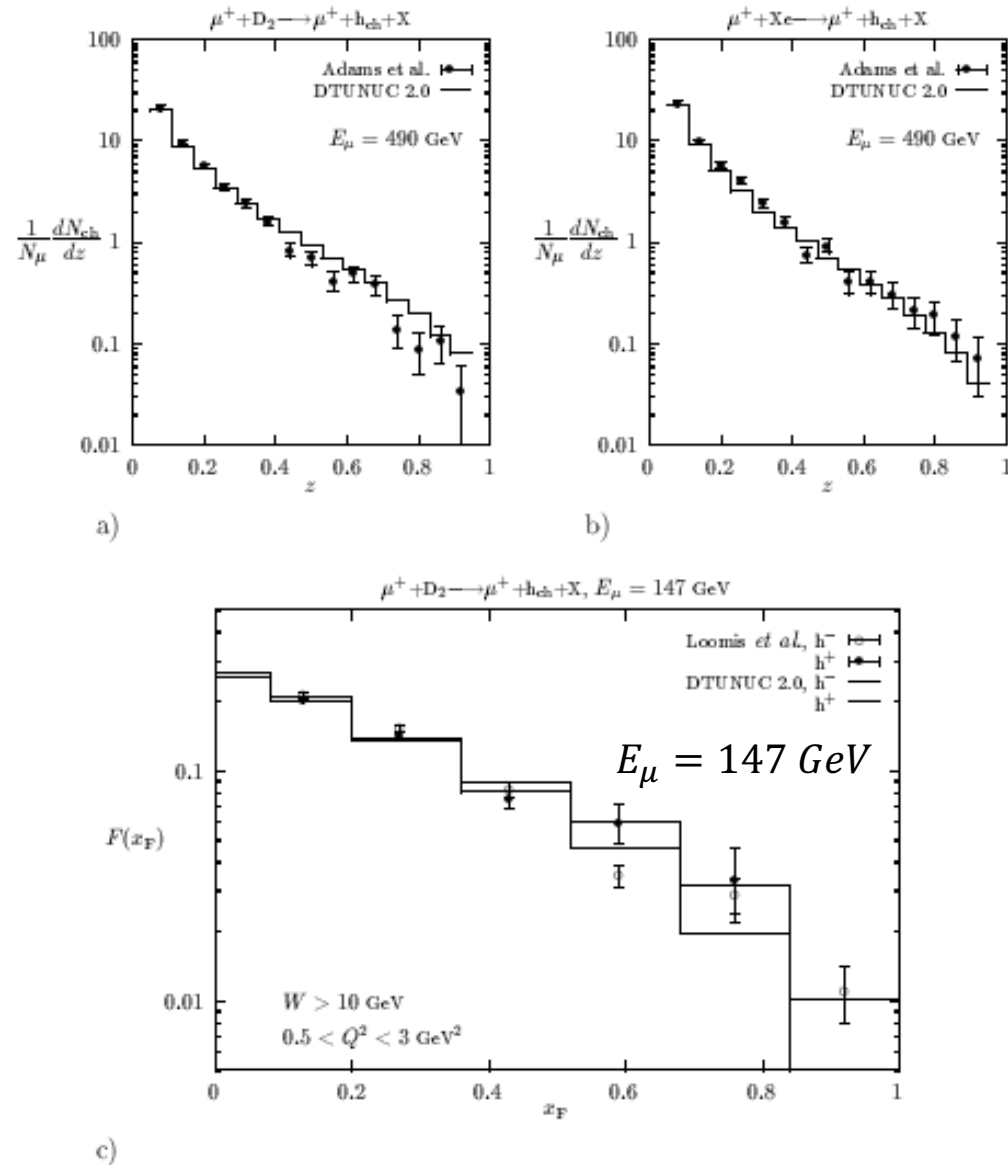 μ⁺+D₂⟶μ⁺+h_ch+X
100
10
1
0.1
0.01
1/N_μ dN_ch/dz
Adams et al.
DTUNUC 2.0
E_μ = 490 GeV
0 0.2 0.4 0.6 0.8 1
z
a)
μ⁺+Xe⟶μ⁺+h_ch+X
100
10
1
0.1
0.01
1/N_μ dN_ch/dz
Adams et al.
DTUNUC 2.0
E_μ = 490 GeV
0 0.2 0.4 0.6 0.8 1
z
b)
μ⁺+D₂⟶μ⁺+h_ch+X, E_μ = 147 GeV
Loomis et al., h⁻
h⁺
DTUNUC 2.0, h⁻
h⁺
E_μ = 147 GeV
0.1
F(x_F)
0.01
W > 10 GeV
0.5 < Q² < 3 GeV²
0 0.2 0.4 0.6 0.8 1
x_F
c)